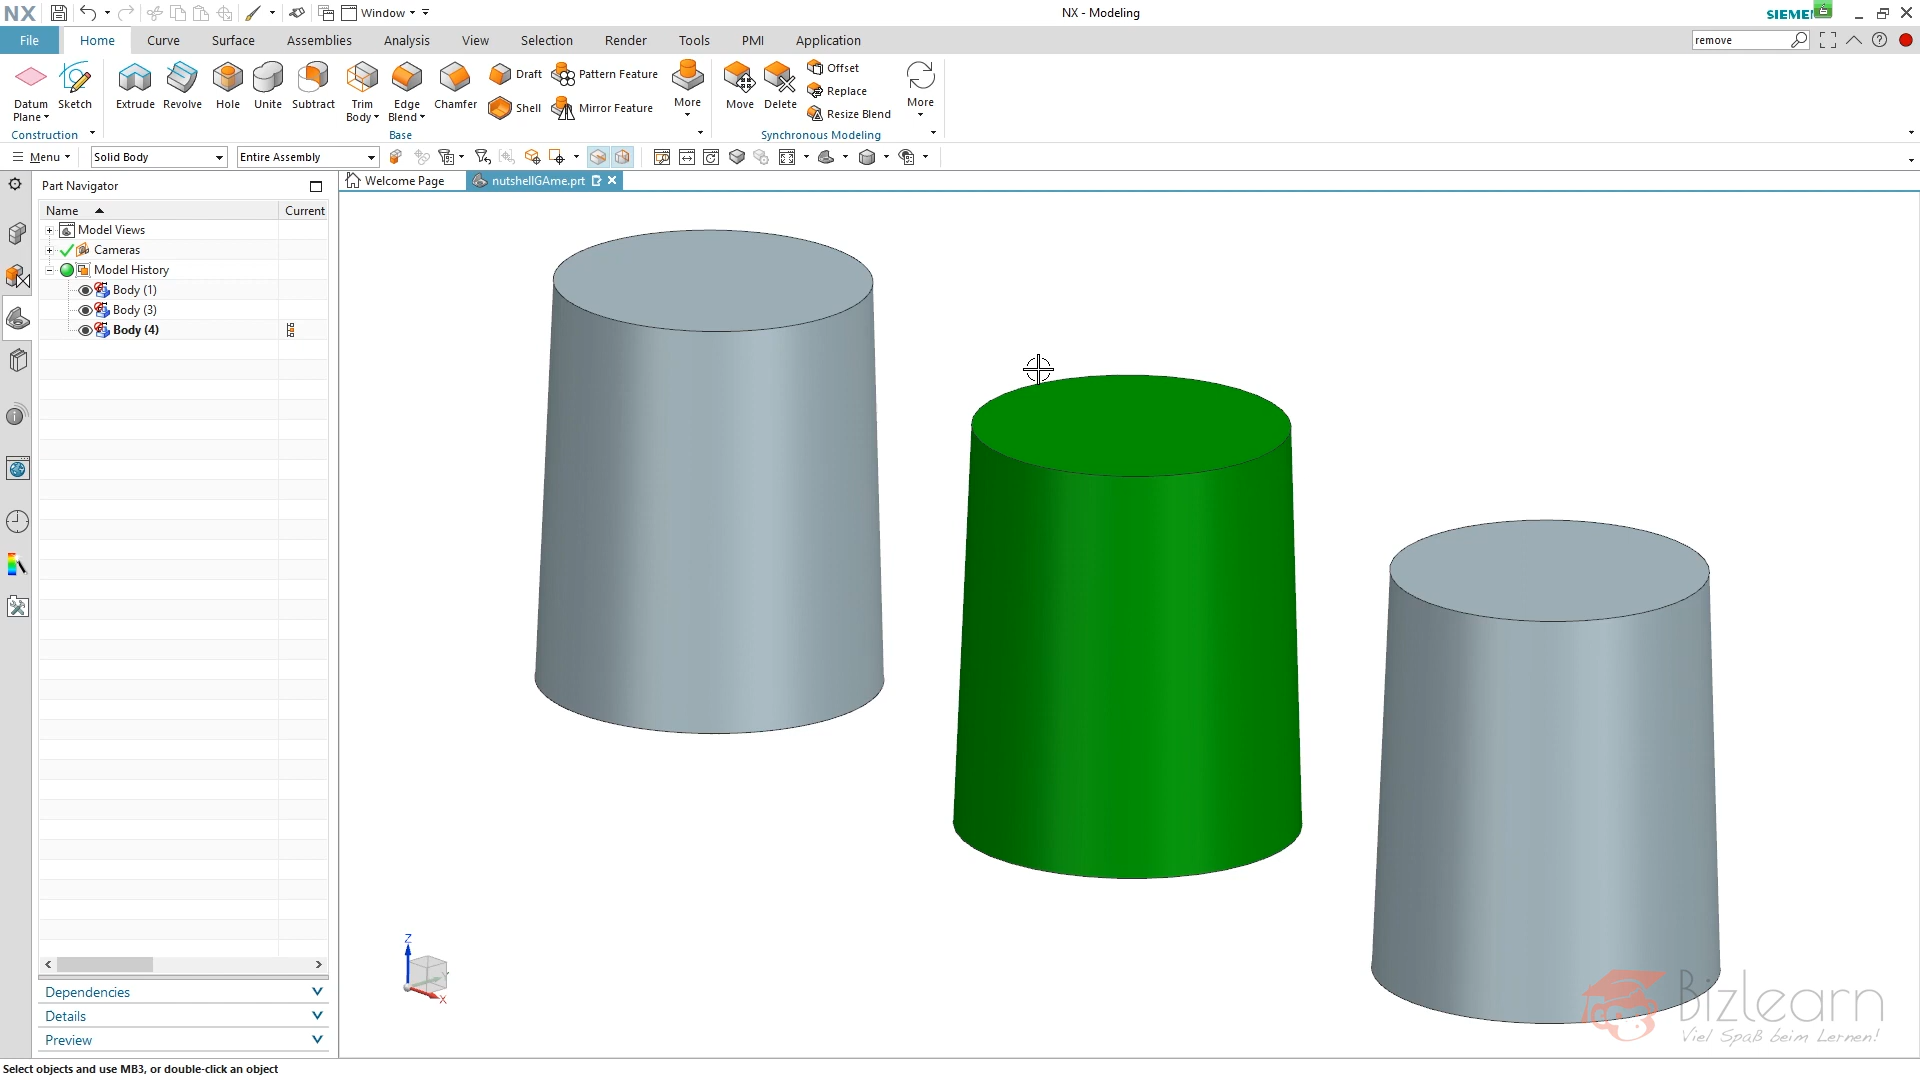 NX
Window
NX - Modeling
SIEME
File
Home
Curve
Surface
Assemblies
Analysis
View
Selection
Render
Tools
PMI
Application
remove
Datum Plane
Sketch
Extrude
Revolve
Hole
Unite
Subtract
Trim Body
Edge Blend
Chamfer
Draft
Shell
Pattern Feature
Mirror Feature
More
Move
Delete
Offset
Replace
Resize Blend
More
Construction
Base
Synchronous Modeling
Menu
Solid Body
Entire Assembly
Part Navigator
Welcome Page
nutshellGAme.prt
Name
Current
Model Views
Cameras
Model History
Body (1)
Body (3)
Body (4)
Z
X
Dependencies
Details
Preview
Bizlearn
Viel Spaß beim Lernen!
Select objects and use MB3, or double-click an object